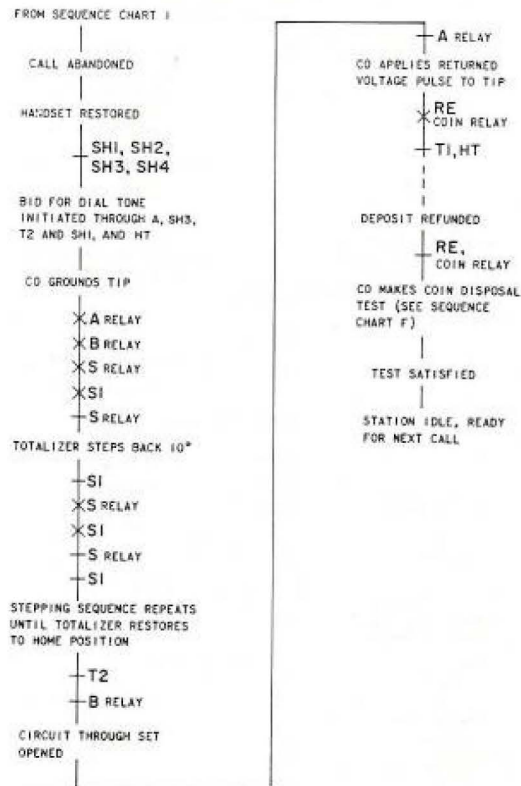 FROM SEQUENCE CHART I
CALL ABANDONED
HANDSET RESTORED
SH1, SH2,
SH3, SH4
BID FOR DIAL TONE
INITIATED THROUGH A, SH3,
T2 AND SH1, AND HT
CO GROUNDS TIP
A RELAY
B RELAY
S RELAY
S1
S RELAY
TOTALIZER STEPS BACK 10°
S1
S RELAY
S1
S RELAY
S1
STEPPING SEQUENCE REPEATS
UNTIL TOTALIZER RESTORES
TO HOME POSITION
T2
B RELAY
CIRCUIT THROUGH SET
OPENED
A RELAY
CO APPLIES RETURNED
VOLTAGE PULSE TO TIP
RE
COIN RELAY
T1, HT
DEPOSIT REFUNDED
RE,
COIN RELAY
CO MAKES COIN DISPOSAL
TEST (SEE SEQUENCE
CHART F)
TEST SATISFIED
STATION IDLE, READY
FOR NEXT CALL